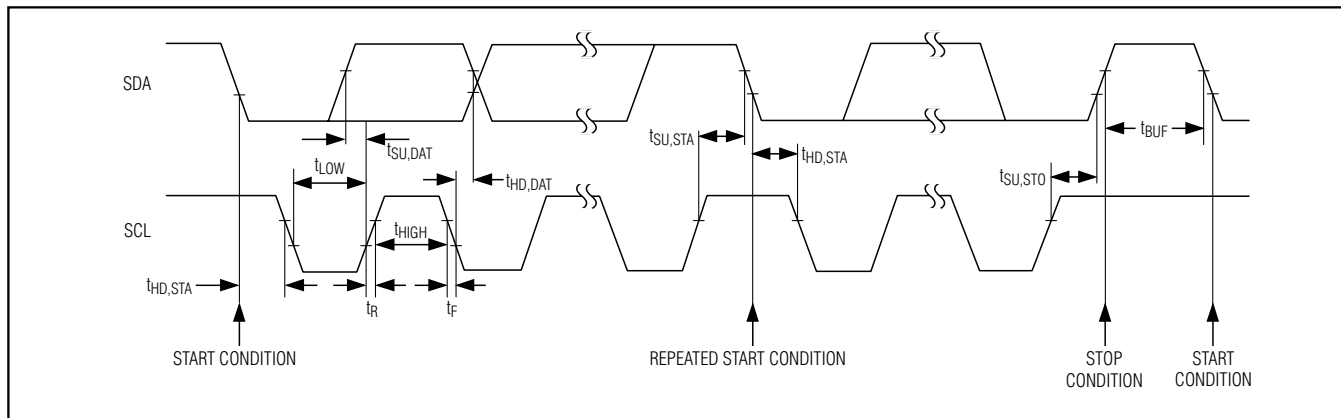 SDA
tSU,DAT
tLOW
tHD,DAT
tSU,STA
tHD,STA
tBUF
tSU,STO
SCL
tHIGH
tHD,STA
tR
tF
START CONDITION
REPEATED START CONDITION
STOP
CONDITION
START
CONDITION